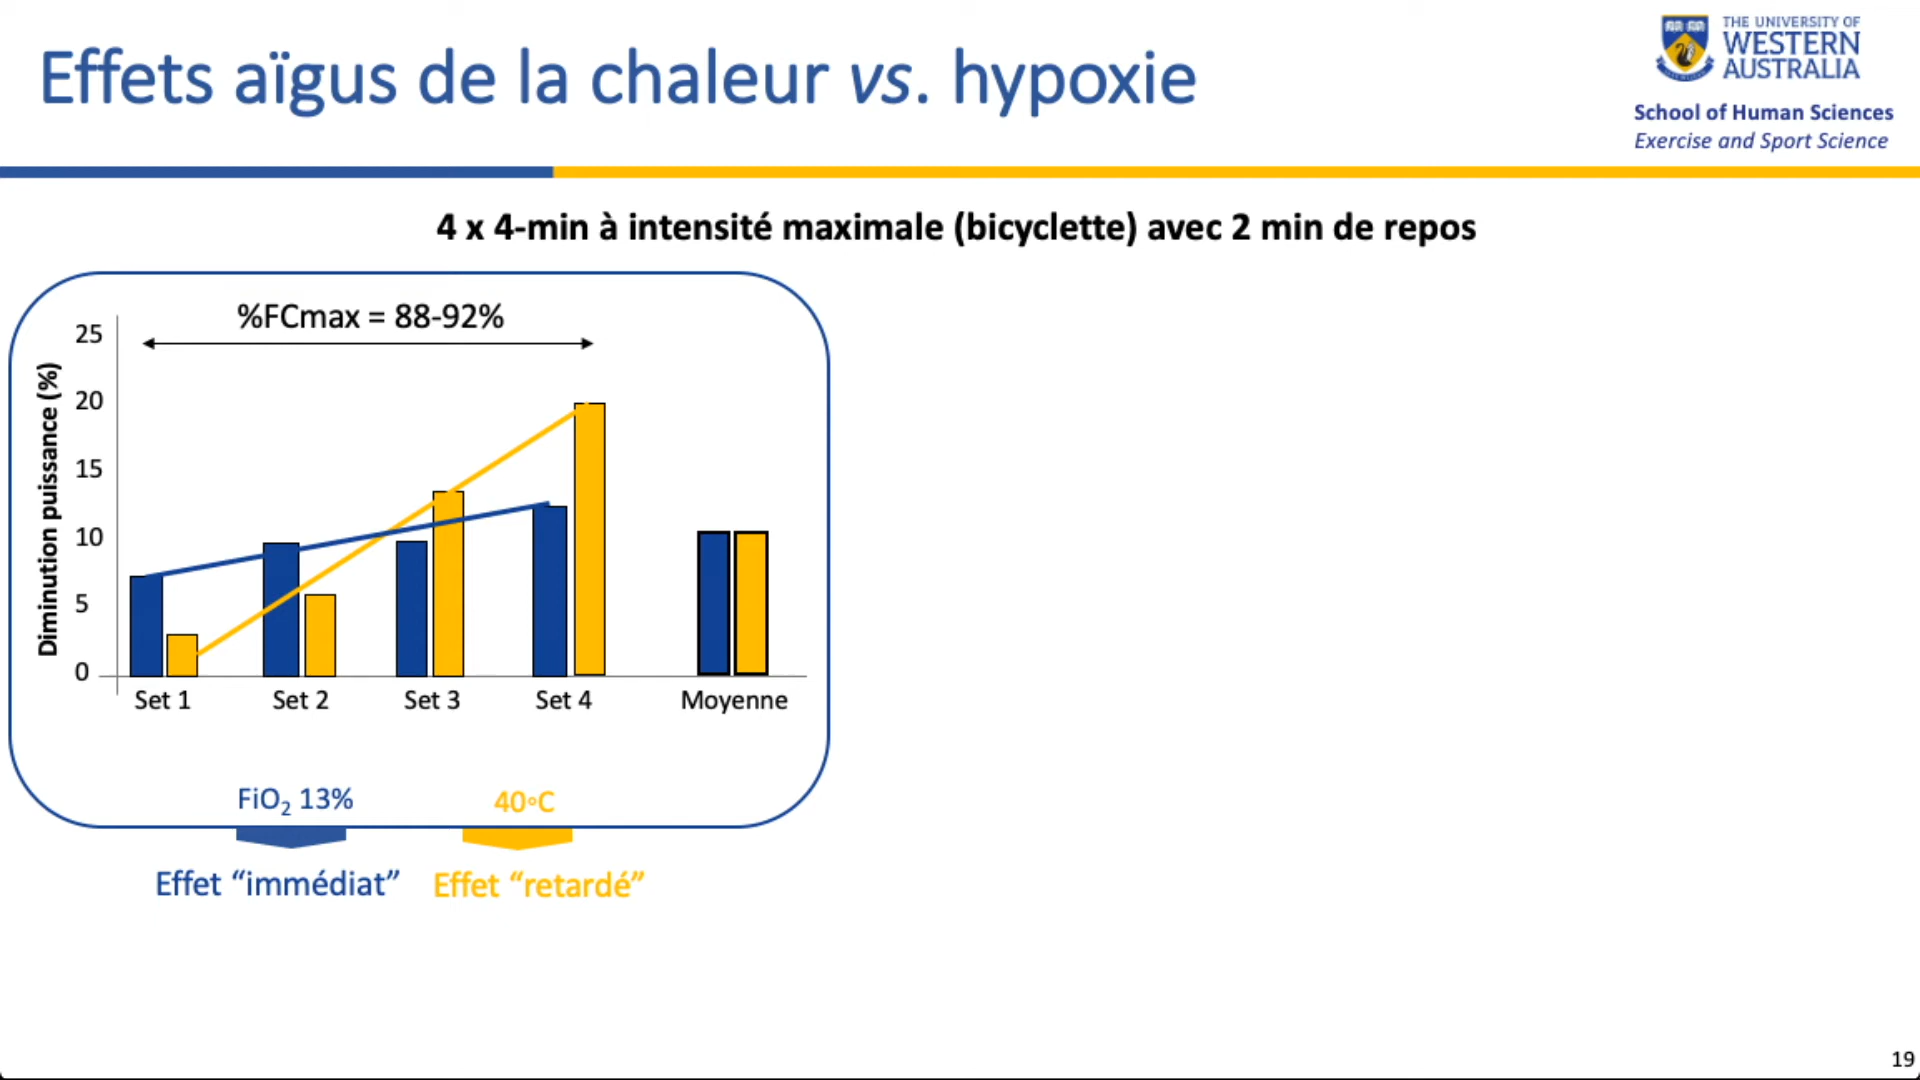 Effets aïgus de la chaleur vs. hypoxie
THE UNIVERSITY OF
WESTERN
AUSTRALIA
School of Human Sciences
Exercise and Sport Science
4 x 4-min à intensité maximale (bicyclette) avec 2 min de repos
%FCmax = 88-92%
Diminution puissance (%)
25
20
15
10
5
0
Set 1
Set 2
Set 3
Set 4
Moyenne
FiO₂ 13%
40◦C
Effet “immédiat”
Effet “retardé”
19